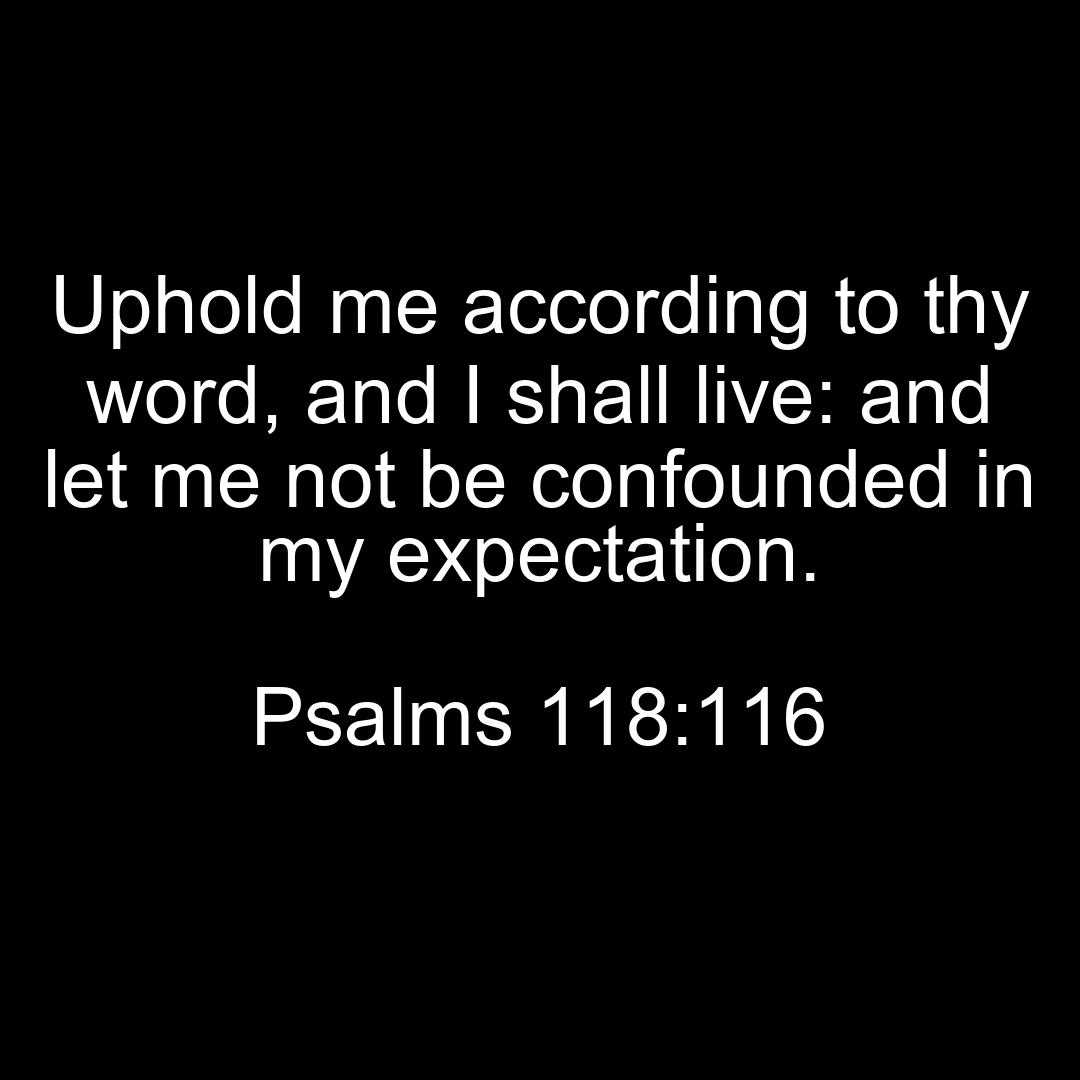 Uphold me according to thy
word, and I shall live: and
let me not be confounded in
my expectation.
Psalms 118:116